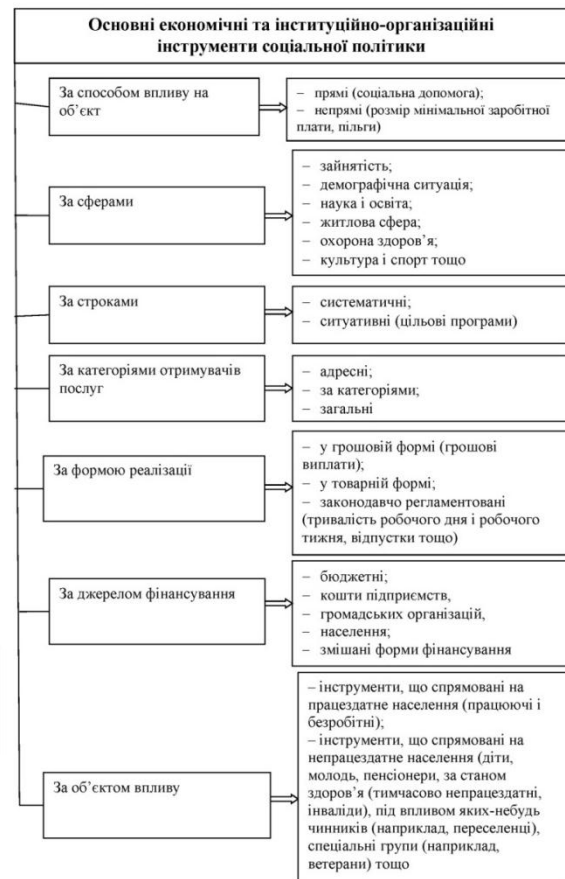 Основні економічні та інституційно-організаційні
інструменти соціальної політики
За способом впливу на
об’єкт
– прямі (соціальна допомога);
– непрямі (розмір мінімальної заробітної
плати, пільги)
За сферами
– зайнятість;
– демографічна ситуація;
– наука і освіта;
– житлова сфера;
– охорона здоров’я;
– культура і спорт тощо
За строками
– систематичні;
– ситуативні (цільові програми)
За категоріями отримувачів
послуг
– адресні;
– за категоріями;
– загальні
За формою реалізації
– у грошовій формі (грошові
виплати);
– у товарній формі;
– законодавчо регламентовані
(тривалість робочого дня і робочого
тижня, відпустки тощо)
За джерелом фінансування
– бюджетні;
– кошти підприємств,
– громадських організацій,
– населення;
– змішані форми фінансування
За об’єктом впливу
– інструменти, що спрямовані на
працездатне населення (працюючі і
безробітні);
– інструменти, що спрямовані на
непрацездатне населення (діти,
молодь, пенсіонери, за станом
здоров’я (тимчасово непрацездатні,
інваліди), під впливом яких-небудь
чинників (наприклад, переселенці),
спеціальні групи (наприклад,
ветерани) тощо